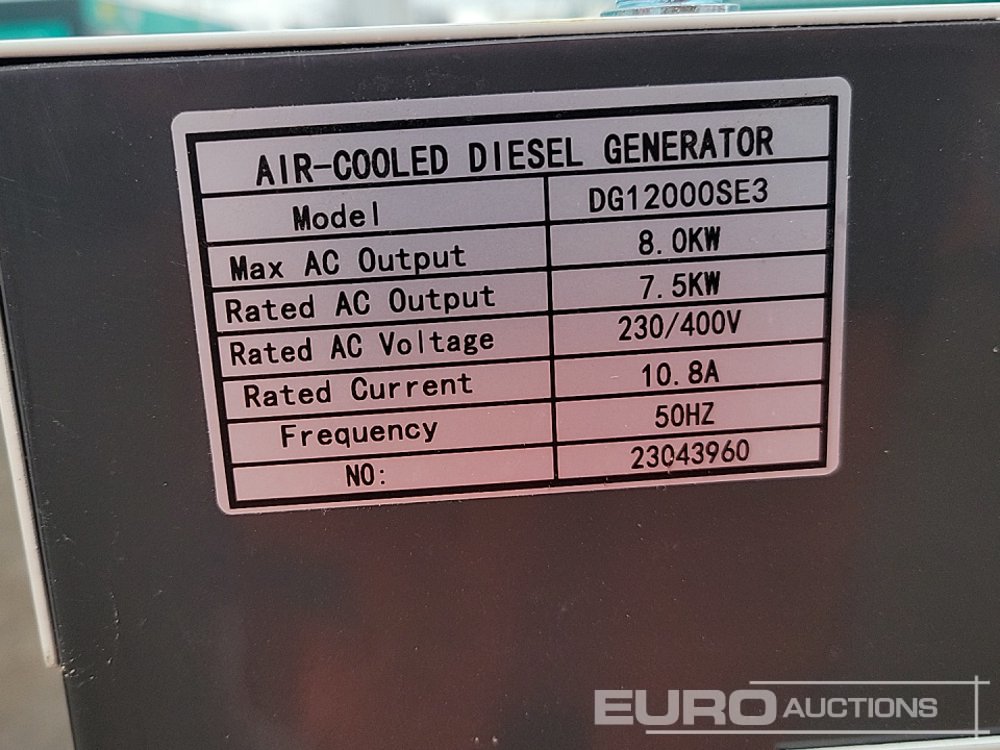 AIR-COOLED DIESEL GENERATOR
Model DG12000SE3
Max AC Output 8.0KW
Rated AC Output 7.5KW
Rated AC Voltage 230/400V
Rated Current 10.8A
Frequency 50HZ
NO: 23043960
EURO AUCTIONS